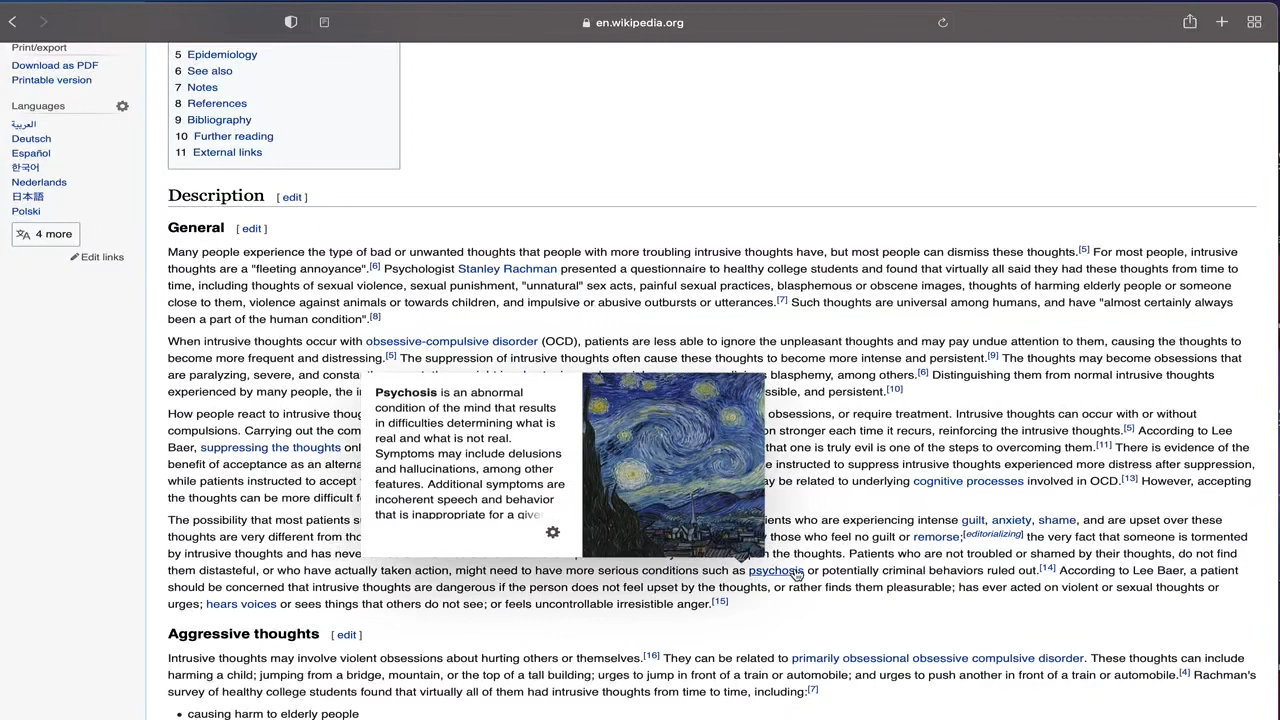 en.wikipedia.org
Print/export
Download as PDF
Printable version
Languages
العربية
Deutsch
Español
한국어
Nederlands
日本語
Polski
4 more
Edit links
5 Epidemiology
6 See also
7 Notes
8 References
9 Bibliography
10 Further reading
11 External links
Description [ edit ]
General [ edit ]
Many people experience the type of bad or unwanted thoughts that people with more troubling intrusive thoughts have, but most people can dismiss these thoughts.[5] For most people, intrusive
thoughts are a "fleeting annoyance".[6] Psychologist Stanley Rachman presented a questionnaire to healthy college students and found that virtually all said they had these thoughts from time to
time, including thoughts of sexual violence, sexual punishment, "unnatural" sex acts, painful sexual practices, blasphemous or obscene images, thoughts of harming elderly people or someone
close to them, violence against animals or towards children, and impulsive or abusive outbursts or utterances.[7] Such thoughts are universal among humans, and have "almost certainly always
been a part of the human condition".[8]
When intrusive thoughts occur with obsessive-compulsive disorder (OCD), patients are less able to ignore the unpleasant thoughts and may pay undue attention to them, causing the thoughts to
become more frequent and distressing.[5] The suppression of intrusive thoughts often cause these thoughts to become more intense and persistent.[9] The thoughts may become obsessions that
are paralyzing, severe, and blasphemy, among others.[6] Distinguishing them from normal intrusive thoughts
experienced by many people, the and persistent.[10]
How people react to intrusive obsessions, or require treatment. Intrusive thoughts can occur with or without
compulsions. Carrying out the stronger each time it recurs, reinforcing the intrusive thoughts.[5] According to Lee
Baer, suppressing the thoughts that one is truly evil is one of the steps to overcoming them.[11] There is evidence of the
benefit of acceptance as an instructed to suppress intrusive thoughts experienced more distress after suppression,
while patients instructed to accept be related to underlying cognitive processes involved in OCD.[13] However, accepting
the thoughts can be more difficult
The possibility that most patients who are experiencing intense guilt, anxiety, shame, and are upset over these
thoughts are very different from those who feel no guilt or remorse;[editorializing] the very fact that someone is tormented
by intrusive thoughts and has the thoughts. Patients who are not troubled or shamed by their thoughts, do not find
them distasteful, or who have actually taken action, might need to have more serious conditions such as psychosis or potentially criminal behaviors ruled out.[14] According to Lee Baer, a patient
should be concerned that intrusive thoughts are dangerous if the person does not feel upset by the thoughts, or rather finds them pleasurable; has ever acted on violent or sexual thoughts or
urges; hears voices or sees things that others do not see; or feels uncontrollable irresistible anger.[15]
Psychosis is an abnormal
condition of the mind that results
in difficulties determining what is
real and what is not real.
Symptoms may include delusions
and hallucinations, among other
features. Additional symptoms are
incoherent speech and behavior
that is inappropriate for a give
Aggressive thoughts [ edit ]
Intrusive thoughts may involve violent obsessions about hurting others or themselves.[16] They can be related to primarily obsessional obsessive compulsive disorder. These thoughts can include
harming a child; jumping from a bridge, mountain, or the top of a tall building; urges to jump in front of a train or automobile; and urges to push another in front of a train or automobile.[4] Rachman's
survey of healthy college students found that virtually all of them had intrusive thoughts from time to time, including:[7]
• causing harm to elderly people